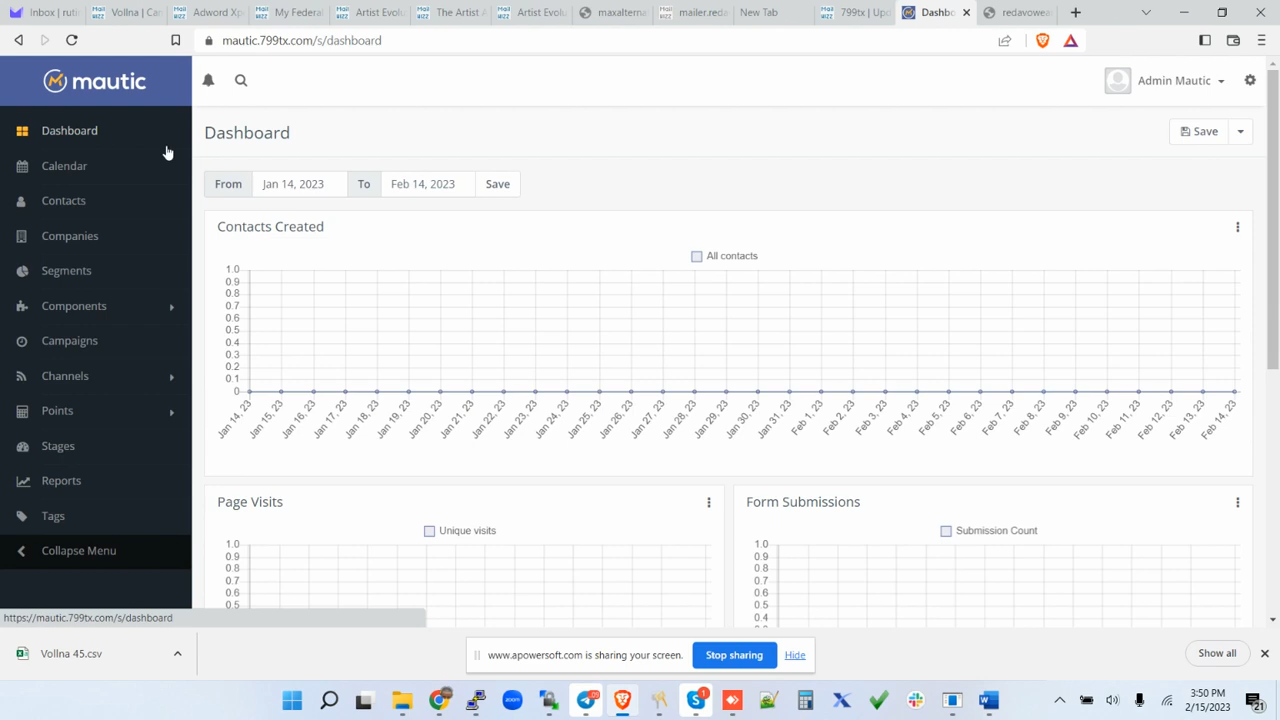 Inbox | rutn
Vollna | Can
Adword Xp
My Federal
Artist Evolu
The Artist A
Artist Evolu
maxalterna
mailer.reda
New Tab
799tx | Upd
Dashbo
redavowear
mautic.799tx.com/s/dashboard
mautic
Admin Mautic
Dashboard
Calendar
Contacts
Companies
Segments
Components
Campaigns
Channels
Points
Stages
Reports
Tags
Collapse Menu
Dashboard
Save
From Jan 14, 2023 To Feb 14, 2023 Save
Contacts Created
All contacts
1.0
0.9
0.8
0.7
0.6
0.5
0.4
0.3
0.2
0.1
0
Jan 14, 23 Jan 15, 23 Jan 16, 23 Jan 17, 23 Jan 18, 23 Jan 19, 23 Jan 20, 23 Jan 21, 23 Jan 22, 23 Jan 23, 23 Jan 24, 23 Jan 25, 23 Jan 26, 23 Jan 27, 23 Jan 28, 23 Jan 29, 23 Jan 30, 23 Jan 31, 23 Feb 1, 23 Feb 2, 23 Feb 3, 23 Feb 4, 23 Feb 5, 23 Feb 6, 23 Feb 7, 23 Feb 8, 23 Feb 9, 23 Feb 10, 23 Feb 11, 23 Feb 12, 23 Feb 13, 23 Feb 14, 23
Page Visits
Unique visits
1.0
0.9
0.8
0.7
0.6
0.5
Form Submissions
Submission Count
1.0
0.9
0.8
0.7
0.6
0.5
0.4
https://mautic.799tx.com/s/dashboard
Vollna 45.csv
www.apowersoft.com is sharing your screen. Stop sharing Hide
Show all
3:50 PM
2/15/2023
21